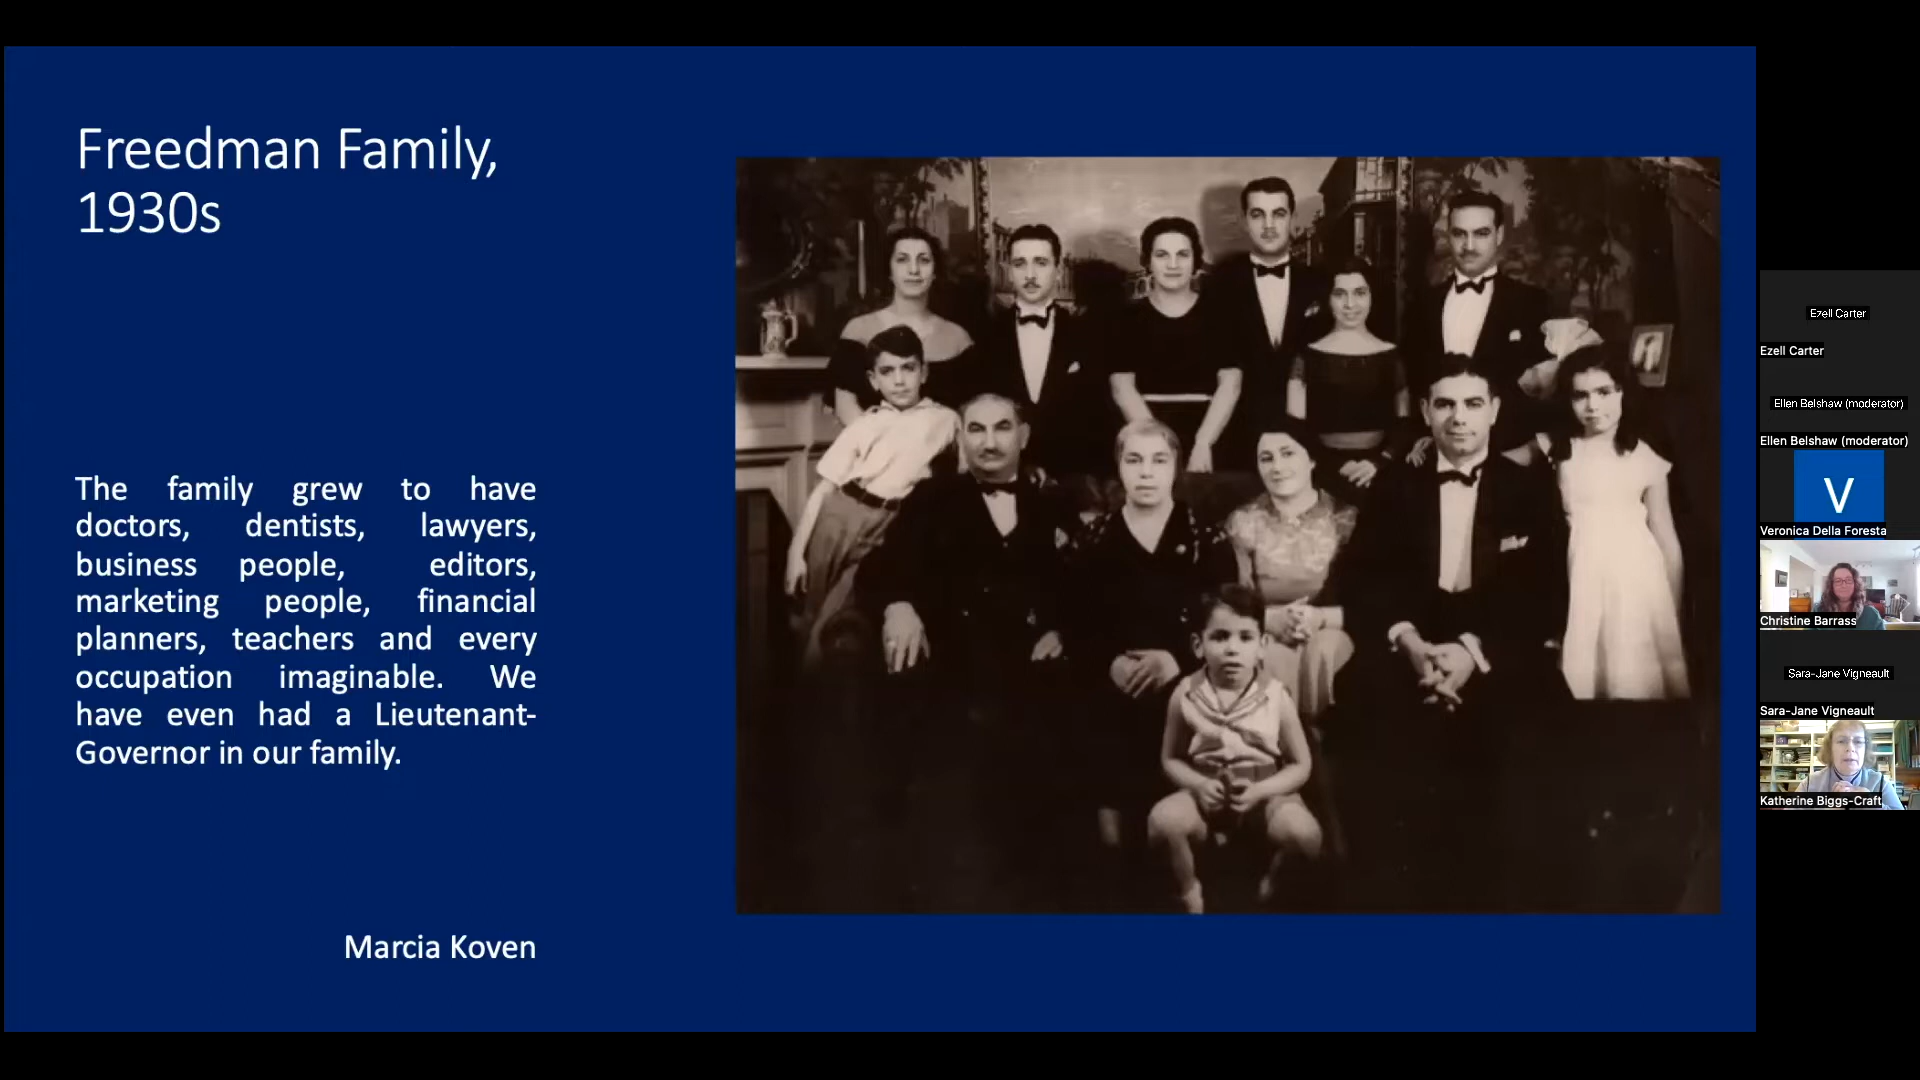 Freedman Family,
1930s
The family grew to have
doctors, dentists, lawyers,
business people, editors,
marketing people, financial
planners, teachers and every
occupation imaginable. We
have even had a Lieutenant-
Governor in our family.
Marcia Koven
Ezell Carter
Ezell Carter
Ellen Belshaw (moderator)
Ellen Belshaw (moderator)
V
Veronica Della Foresta
Christine Barrass
Sara-Jane Vigneault
Sara-Jane Vigneault
Katherine Biggs-Craft